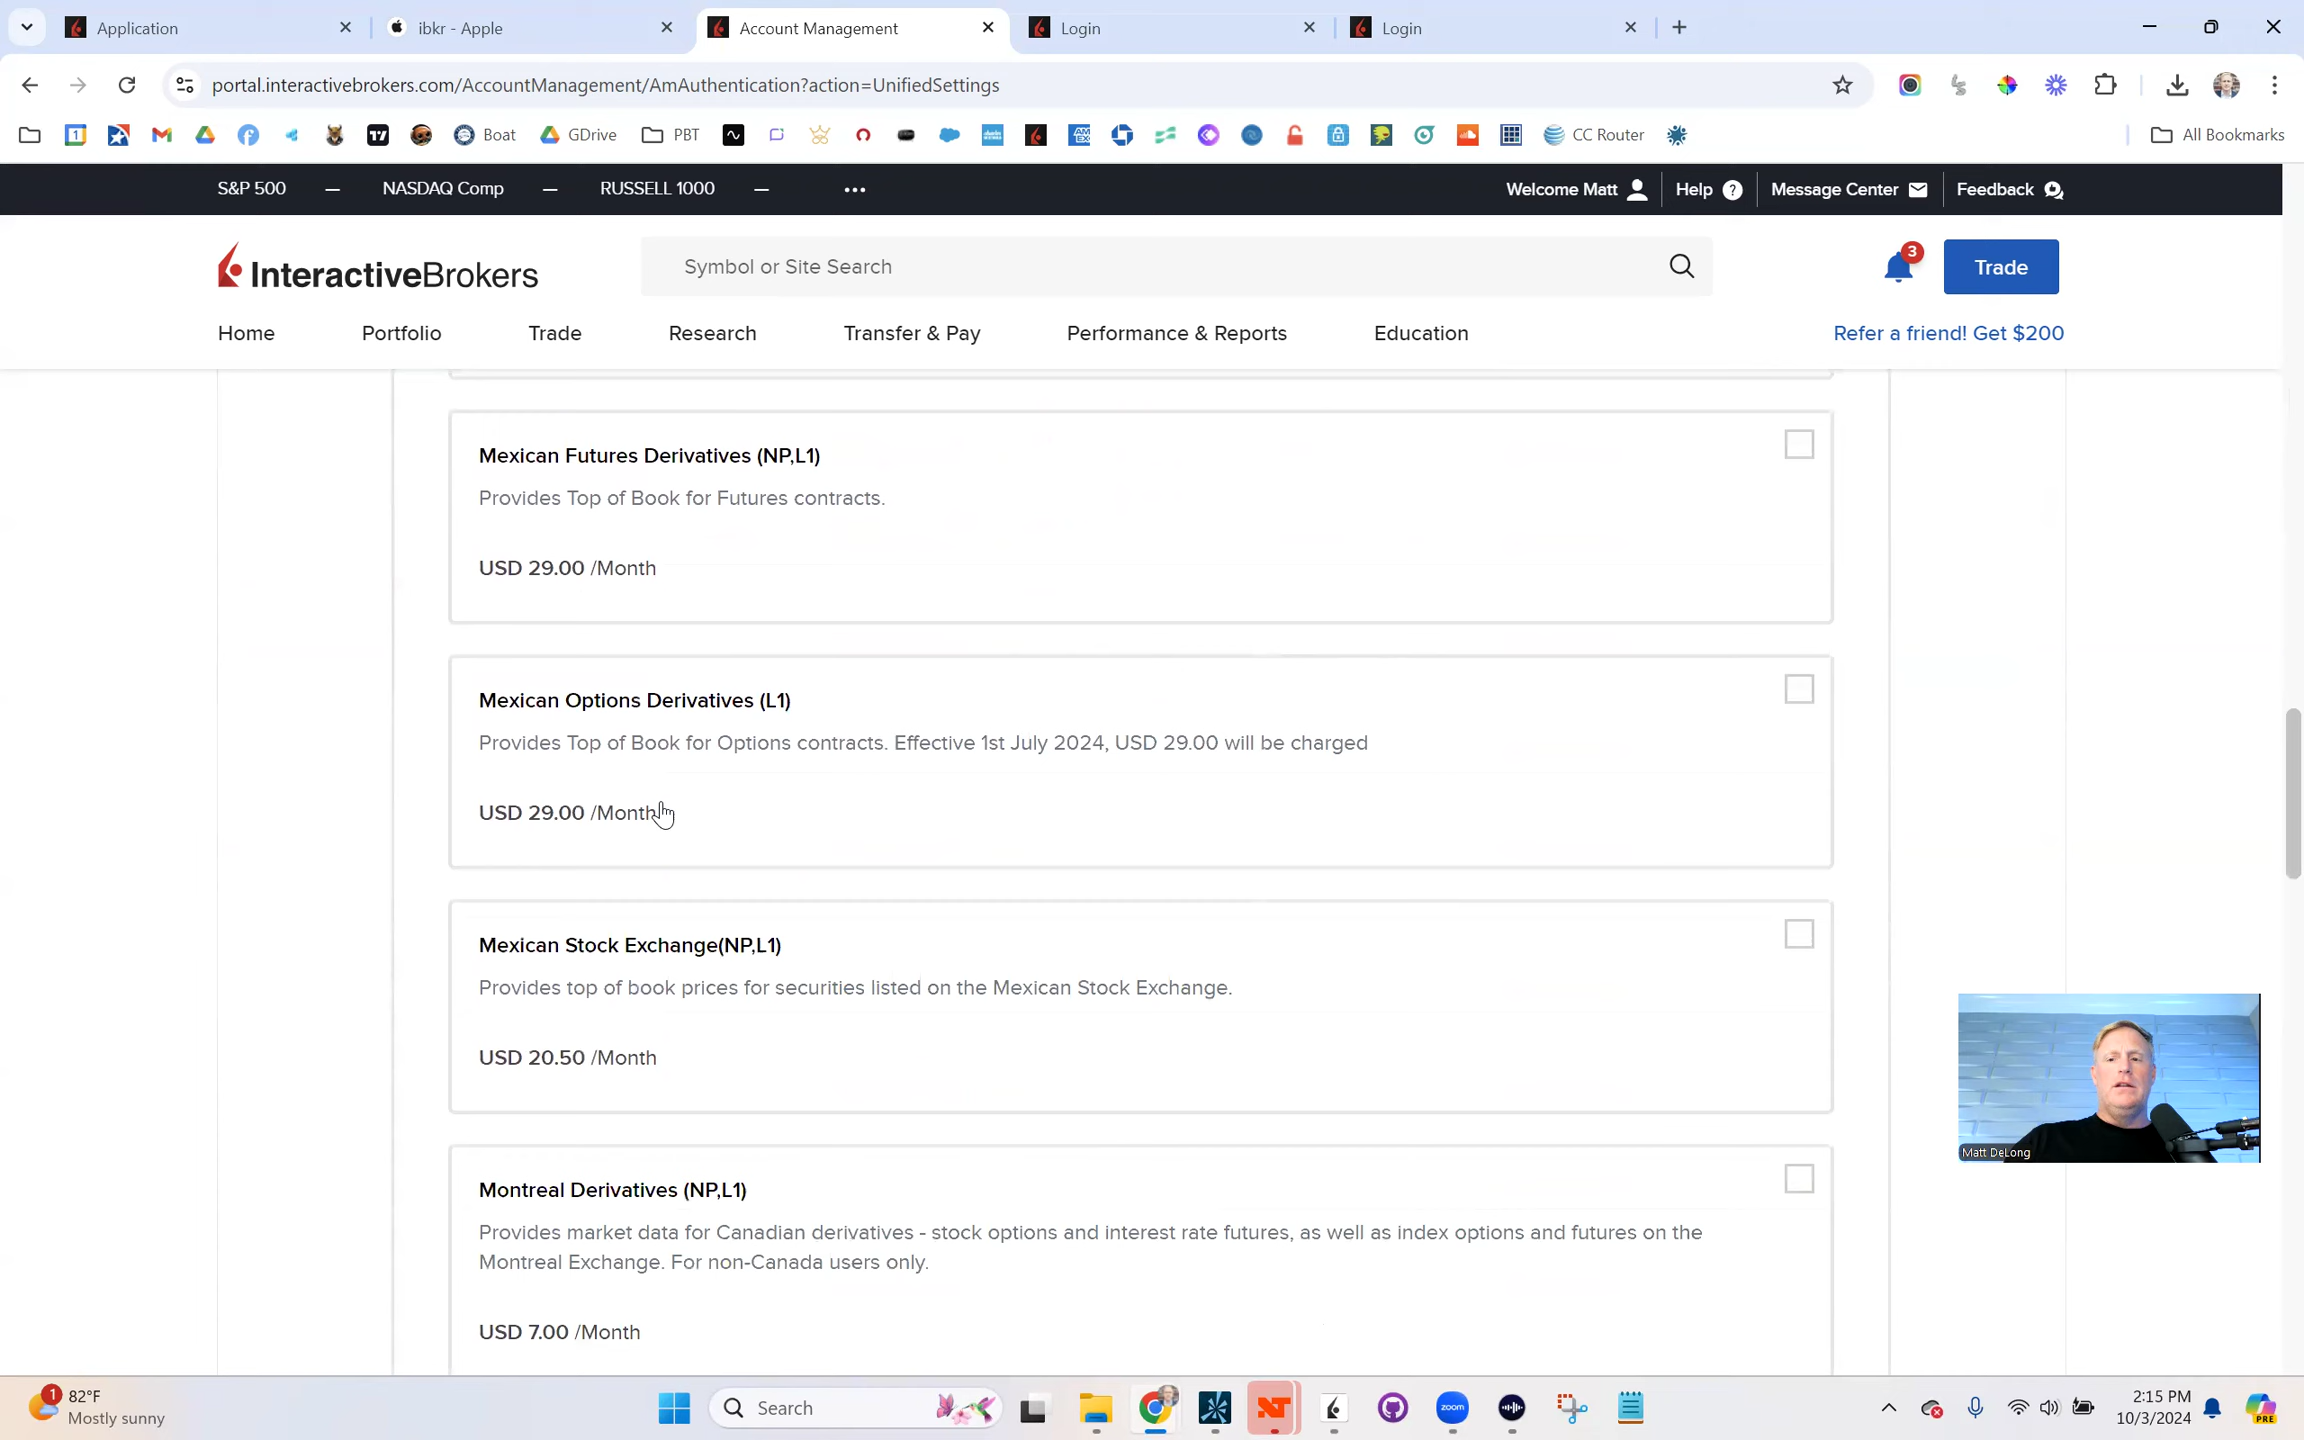 Application
ibkr - Apple
Account Management
Login
Login
portal.interactivebrokers.com/AccountManagement/AmAuthentication?action=UnifiedSettings
Boat
GDrive
PBT
CC Router
All Bookmarks
S&P 500 —
NASDAQ Comp —
RUSSELL 1000 —
Welcome Matt
Help
Message Center
Feedback
InteractiveBrokers
Symbol or Site Search
3
Trade
Home
Portfolio
Trade
Research
Transfer & Pay
Performance & Reports
Education
Refer a friend! Get $200
Mexican Futures Derivatives (NP,L1)
Provides Top of Book for Futures contracts.
USD 29.00 /Month
Mexican Options Derivatives (L1)
Provides Top of Book for Options contracts. Effective 1st July 2024, USD 29.00 will be charged
USD 29.00 /Month
Mexican Stock Exchange(NP,L1)
Provides top of book prices for securities listed on the Mexican Stock Exchange.
USD 20.50 /Month
Matt DeLong
Montreal Derivatives (NP,L1)
Provides market data for Canadian derivatives - stock options and interest rate futures, as well as index options and futures on the
Montreal Exchange. For non-Canada users only.
USD 7.00 /Month
1
82°F
Mostly sunny
Search
zoom
2:15 PM
10/3/2024
PRE